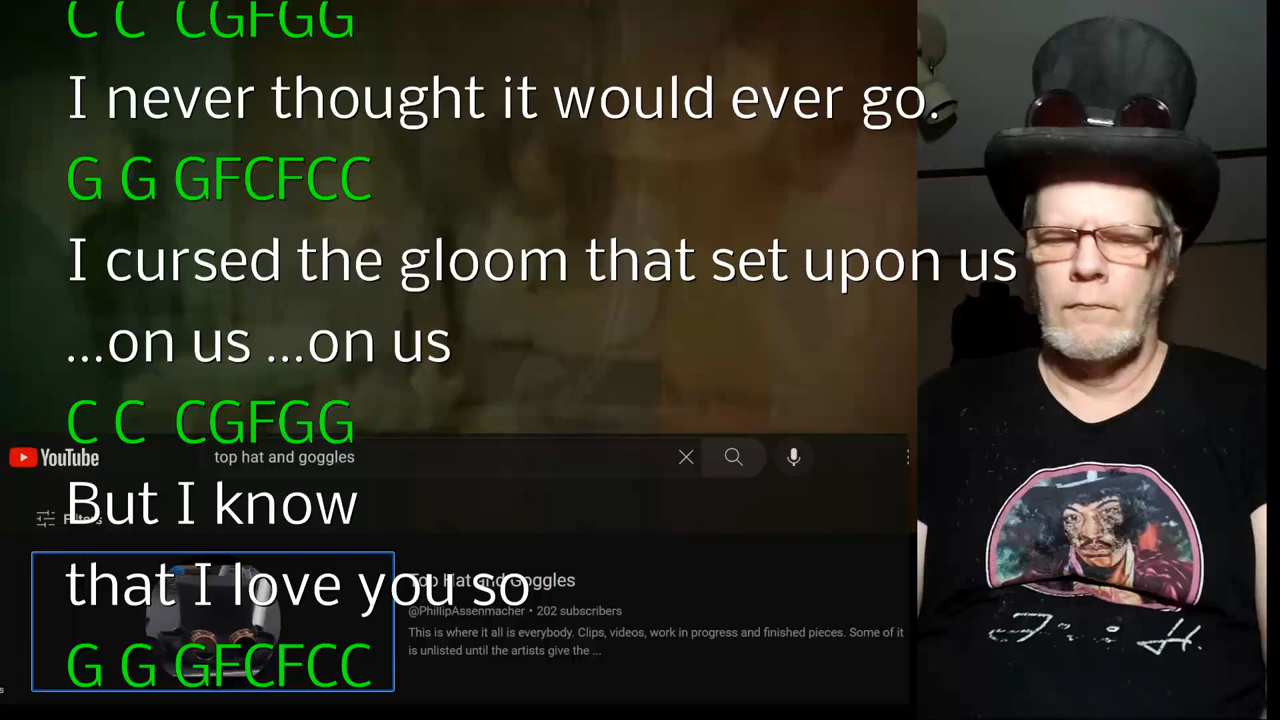 C C CGFGG
I never thought it would ever go.
G G GFCFCC
I cursed the gloom that set upon us
...on us ...on us
C C CGFGG
YouTube
top hat and goggles
But I know
Filters
that I love you so
Top Hat and Goggles
@PhillipAssenmacher • 202 subscribers
This is where it all is everybody. Clips, videos, work in progress and finished pieces. Some of it
is unlisted until the artists give the ...
G G GFCFCC